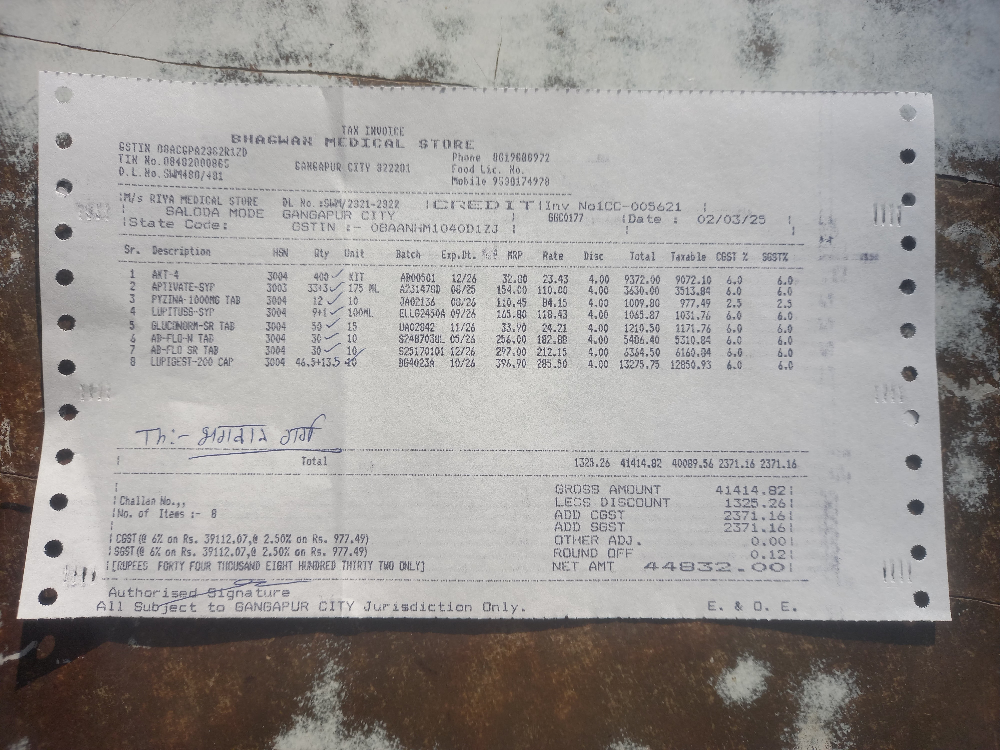 TAX INVOICE
BHAGWAN MEDICAL STORE
GSTIN 08ACGPA2362R1ZD
TIN No.08402000865 GANGAPUR CITY 322201 Phone 8019680972
D.L.No.SWM480/481 Food Lic. No.
Mobile 9530174928
M/s RIYA MEDICAL STORE DL No.:SWM/2321-2322 CREDIT Inv No1CC-005621
SALODA MODE GANGAPUR CITY GGC0177 Date : 02/03/25
State Code: GSTIN :- 08AANHM1040D1ZJ
Sr. Description HSN Qty Unit Batch Exp.Dt. MRP Rate Disc Total Taxable CGST % SGST%
1 AKT-4 3004 400 KIT AB00501 12/26 32.80 23.43 4.00 9372.00 9072.10 6.0 6.0
2 APTIVATE-SYP 3003 33+3 175 ML A231479D 08/25 154.00 110.00 4.00 3630.00 3513.84 6.0 6.0
3 PYZINA-1000MG TAB 3004 12 10 JA02136 08/26 110.45 84.15 4.00 1009.80 977.49 2.5 2.5
4 LUPITUSS-SYP 3004 9+1 100ML ELLG2450A 09/26 165.80 118.43 4.00 1065.87 1031.76 6.0 6.0
5 GLUCONORM-SR TAB 3004 50 15 UA02842 11/26 33.90 24.21 4.00 1210.50 1171.76 6.0 6.0
6 AB-FLO-N TAB 3004 30 10 S248703UL 05/26 256.00 182.88 4.00 5486.40 5310.84 6.0 6.0
7 AB-FLO SR TAB 3004 30 10 S25170101 12/26 297.00 212.15 4.00 6364.50 6160.84 6.0 6.0
8 LUPIGEST-200 CAP 3004 46.5+13.5 10 BG4023A 10/26 396.90 285.50 4.00 13275.75 12850.93 6.0 6.0
Th:- भगवान शर्मा
Total 1325.26 41414.82 40089.56 2371.16 2371.16
GROSS AMOUNT 41414.82
Challan No.,, LESS DISCOUNT 1325.26
No. of Items :- 8 ADD CGST 2371.16
ADD SGST 2371.16
CGST(@ 6% on Rs. 39112.07,@ 2.50% on Rs. 977.49) OTHER ADJ. 0.00
SGST(@ 6% on Rs. 39112.07,@ 2.50% on Rs. 977.49) ROUND OFF 0.12
[RUPEES FORTY FOUR THOUSAND EIGHT HUNDRED THIRTY TWO ONLY] NET AMT 44832.00
Authorised Signature
All Subject to GANGAPUR CITY Jurisdiction Only. E. & O. E.